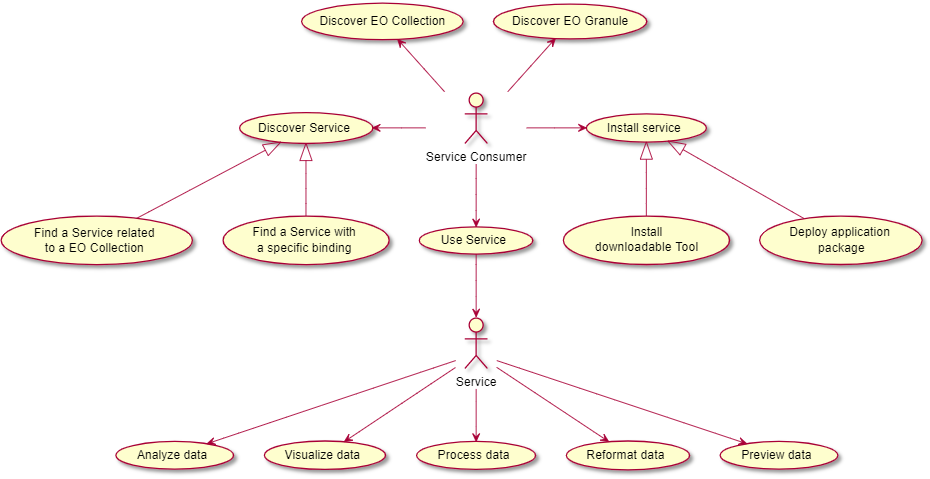 Discover EO Collection
Discover EO Granule
Discover Service
Install service
Service Consumer
Find a Service related
to a EO Collection
Find a Service with
a specific binding
Use Service
Install
downloadable Tool
Deploy application
package
Service
Analyze data
Visualize data
Process data
Reformat data
Preview data